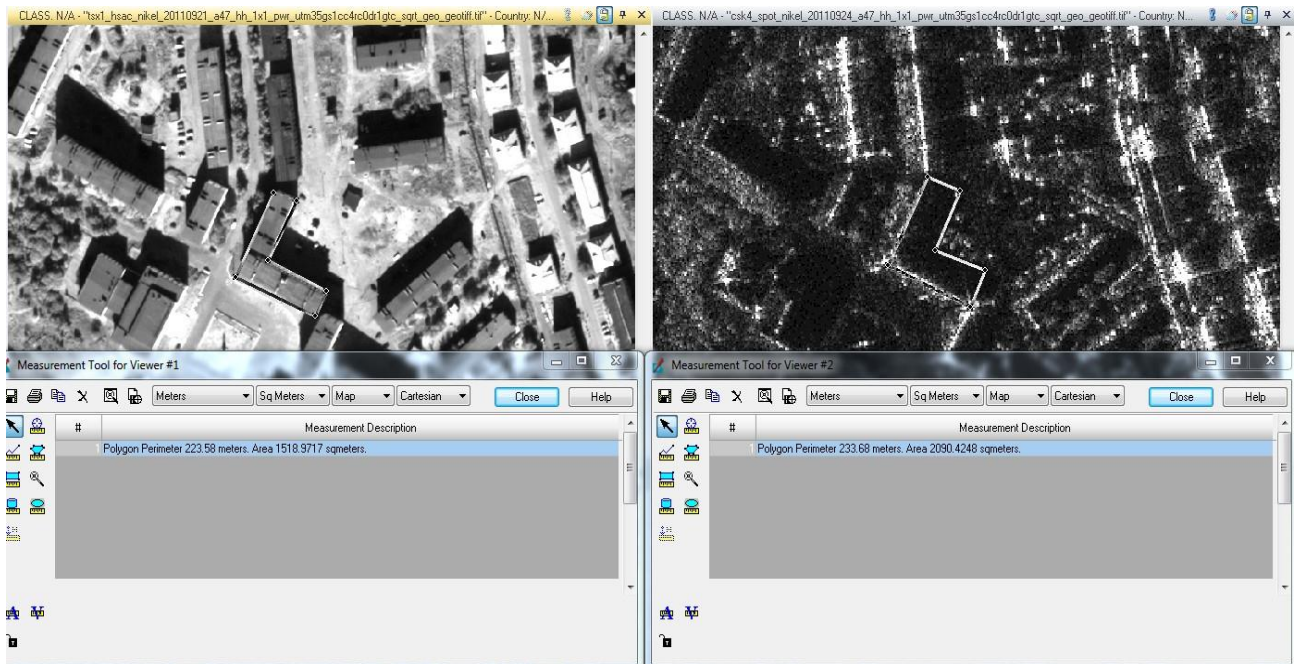 CLASS. N/A - "tsx1_hsac_nikel_20110921_a47_hh_1x1_pwr_utm35gs1cc4rc0dr1gtc_sqrt_geo_geotiff.tif" - Country: N/...
CLASS. N/A - "csk4_spot_nikel_20110924_a47_hh_1x1_pwr_utm35gs1cc4rc0dr1gtc_sqrt_geo_geotiff.tif" - Country: N...
Measurement Tool for Viewer #1
Meters Sq Meters Map Cartesian Close Help
# Measurement Description
1 Polygon Perimeter 223.58 meters. Area 1518.9717 sqmeters.
Measurement Tool for Viewer #2
Meters Sq Meters Map Cartesian Close Help
# Measurement Description
1 Polygon Perimeter 233.68 meters. Area 2090.4248 sqmeters.